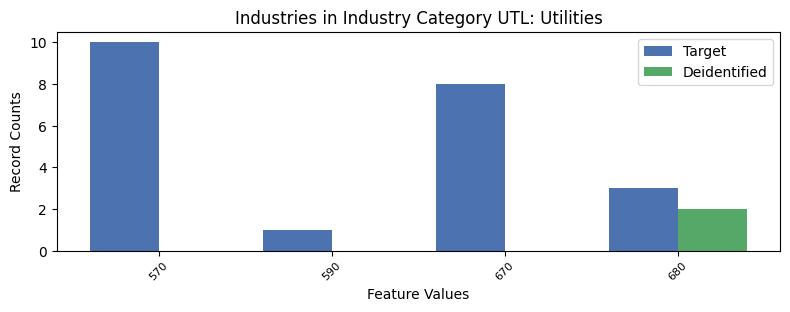 Industries in Industry Category UTL: Utilities
Target
Deidentified
Record Counts
10
8
6
4
2
0
570
590
670
680
Feature Values